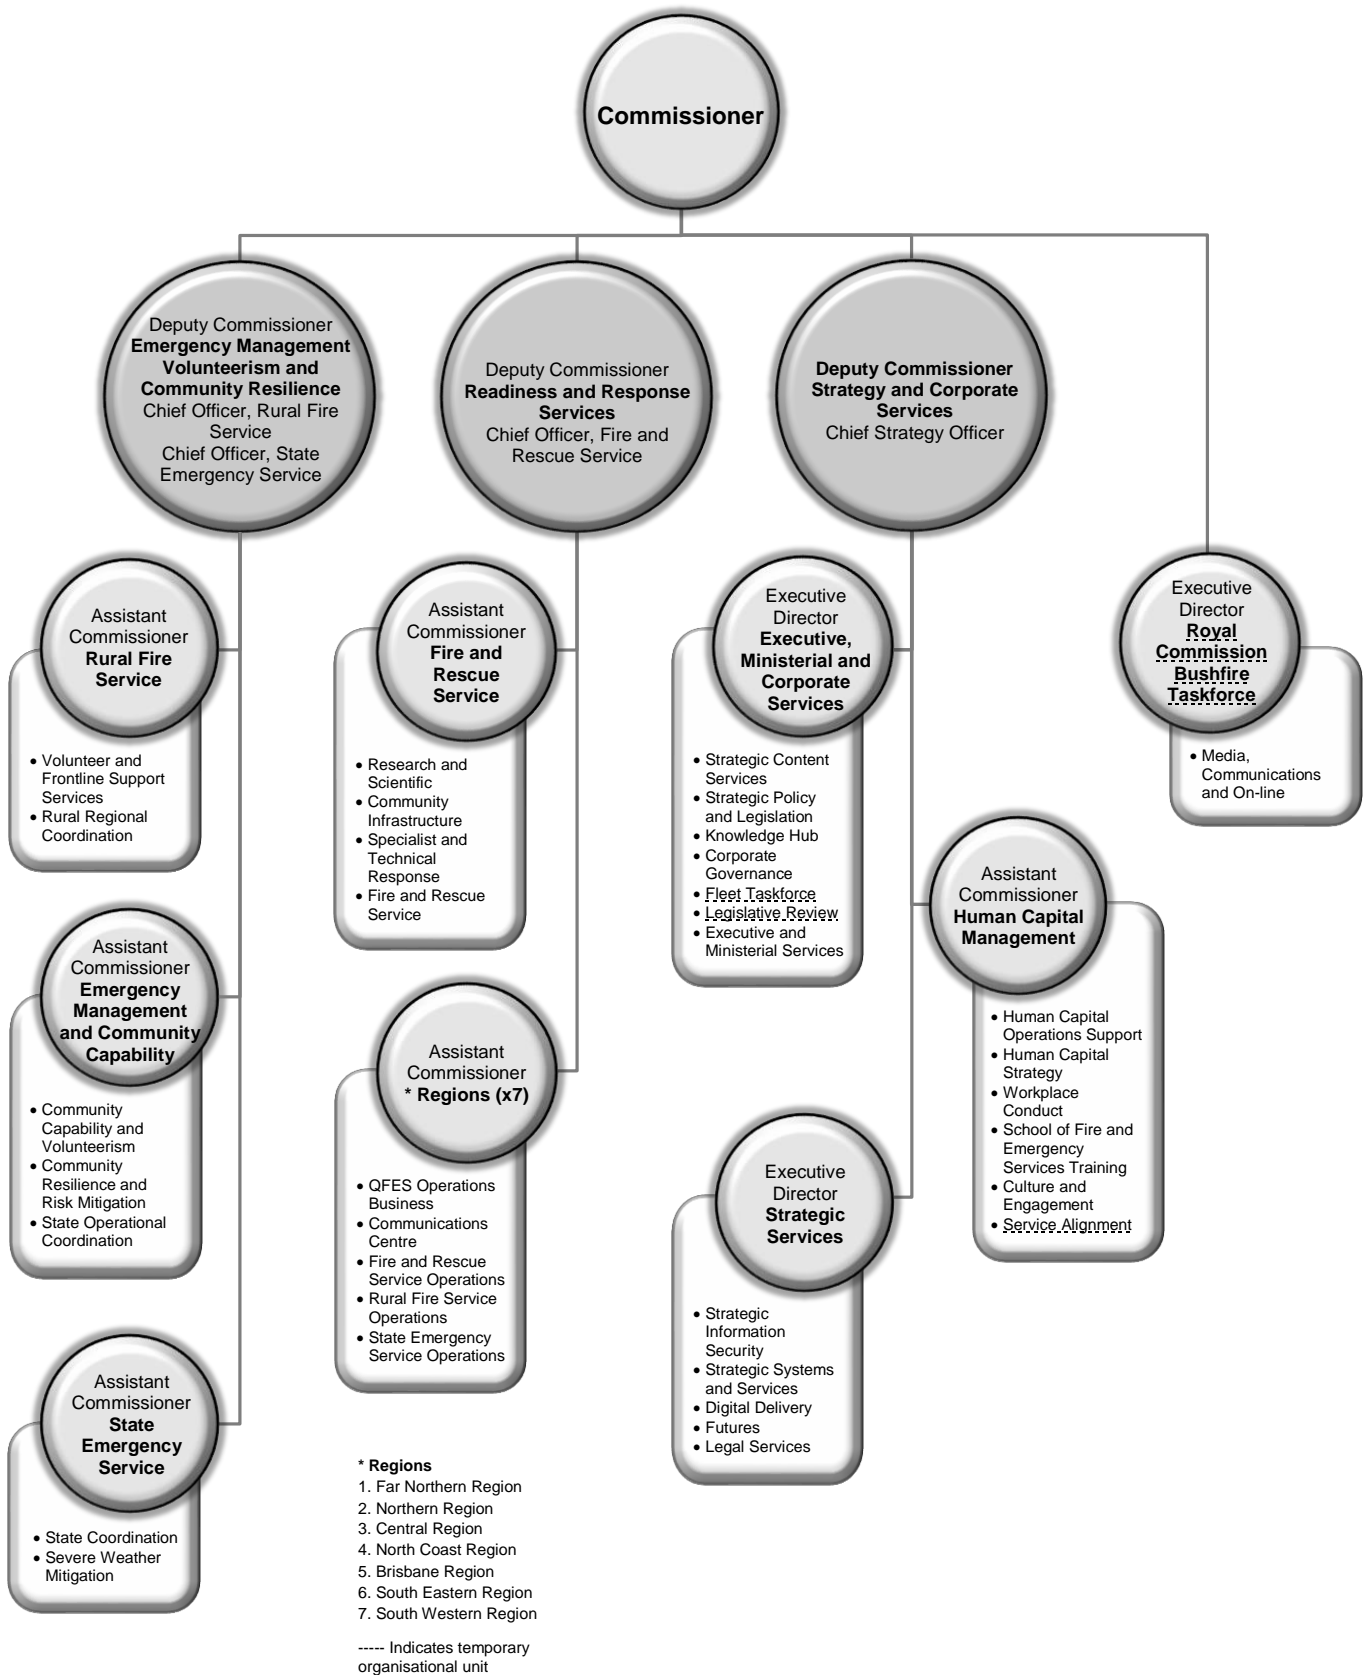 Commissioner
Deputy Commissioner
Emergency Management
Volunteerism and
Community Resilience
Chief Officer, Rural Fire
Service
Chief Officer, State
Emergency Service
Deputy Commissioner
Readiness and Response
Services
Chief Officer, Fire and
Rescue Service
Deputy Commissioner
Strategy and Corporate
Services
Chief Strategy Officer
Assistant
Commissioner
Rural Fire
Service
• Volunteer and
Frontline Support
Services
• Rural Regional
Coordination
Assistant
Commissioner
Emergency
Management
and Community
Capability
• Community
Capability and
Volunteerism
• Community
Resilience and
Risk Mitigation
• State Operational
Coordination
Assistant
Commissioner
State
Emergency
Service
• State Coordination
• Severe Weather
Mitigation
Assistant
Commissioner
Fire and
Rescue
Service
• Research and
Scientific
• Community
Infrastructure
• Specialist and
Technical
Response
• Fire and Rescue
Service
Assistant
Commissioner
* Regions (x7)
• QFES Operations
Business
• Communications
Centre
• Fire and Rescue
Service Operations
• Rural Fire Service
Operations
• State Emergency
Service Operations
* Regions
1. Far Northern Region
2. Northern Region
3. Central Region
4. North Coast Region
5. Brisbane Region
6. South Eastern Region
7. South Western Region
----- Indicates temporary
organisational unit
Executive
Director
Executive,
Ministerial and
Corporate
Services
• Strategic Content
Services
• Strategic Policy
and Legislation
• Knowledge Hub
• Corporate
Governance
• Fleet Taskforce
• Legislative Review
• Executive and
Ministerial Services
Assistant
Commissioner
Human Capital
Management
• Human Capital
Operations Support
• Human Capital
Strategy
• Workplace
Conduct
• School of Fire and
Emergency
Services Training
• Culture and
Engagement
• Service Alignment
Executive
Director
Strategic
Services
• Strategic
Information
Security
• Strategic Systems
and Services
• Digital Delivery
• Futures
• Legal Services
Executive
Director
Royal
Commission
Bushfire
Taskforce
• Media,
Communications
and On-line